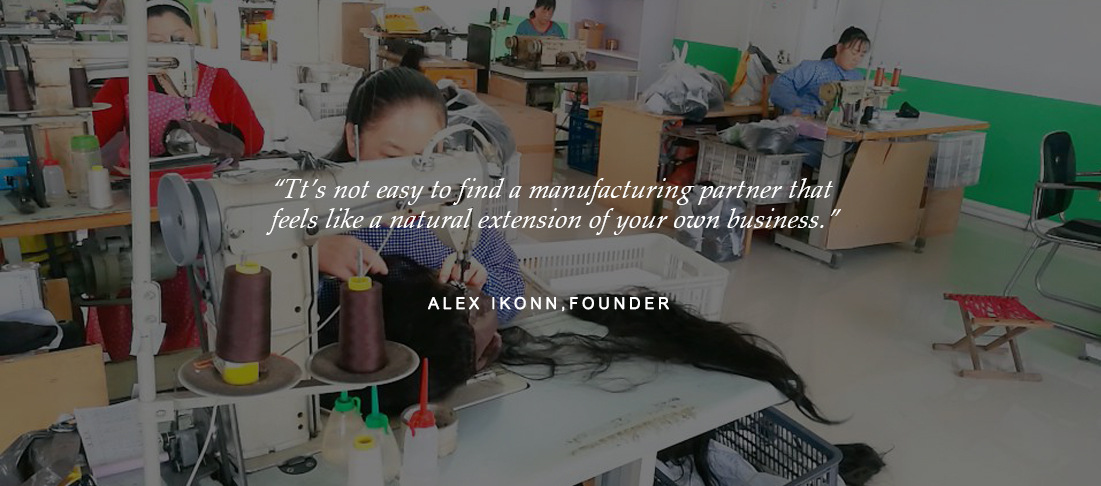 “Tt’s not easy to find a manufacturing partner that
feels like a natural extension of your own business.”
ALEX IKONN,FOUNDER